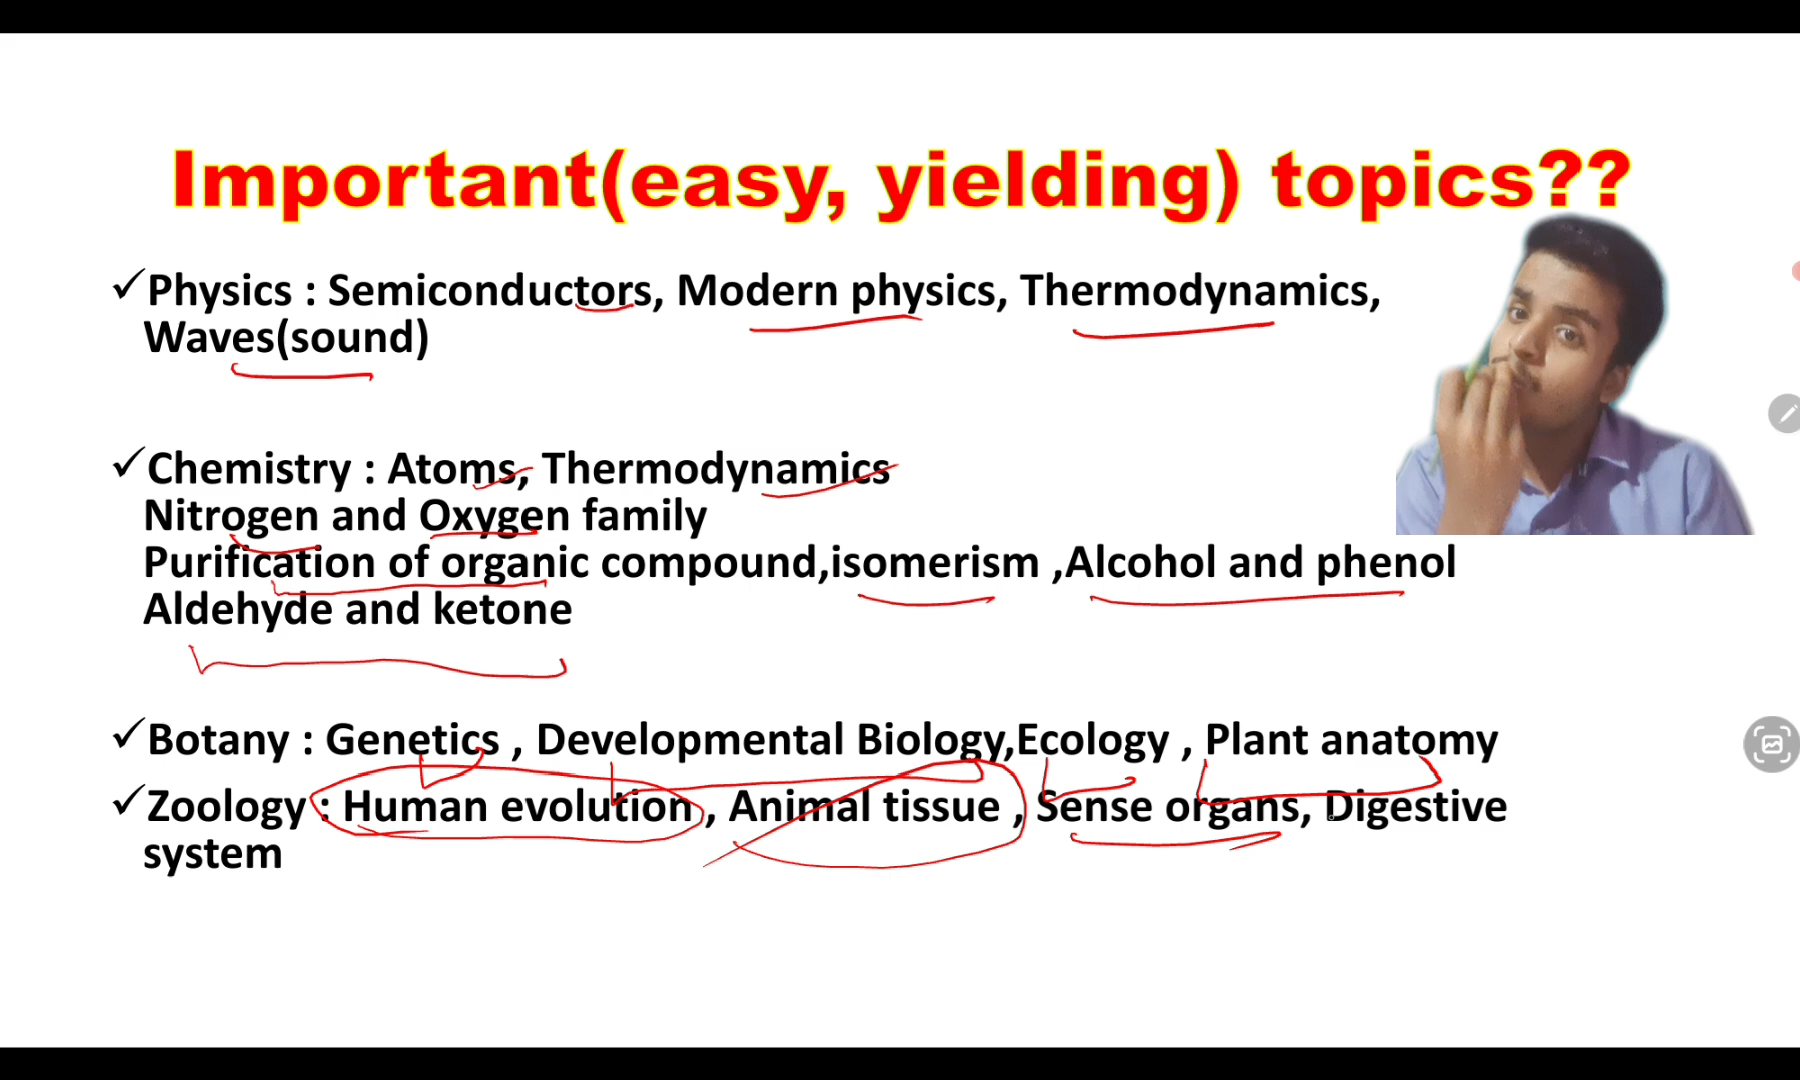 Important(easy, yielding) topics??
✓Physics : Semiconductors, Modern physics, Thermodynamics,
Waves(sound)
✓Chemistry : Atoms, Thermodynamics
Nitrogen and Oxygen family
Purification of organic compound,isomerism ,Alcohol and phenol
Aldehyde and ketone
✓Botany : Genetics , Developmental Biology,Ecology , Plant anatomy
✓Zoology : Human evolution , Animal tissue , Sense organs, Digestive
system